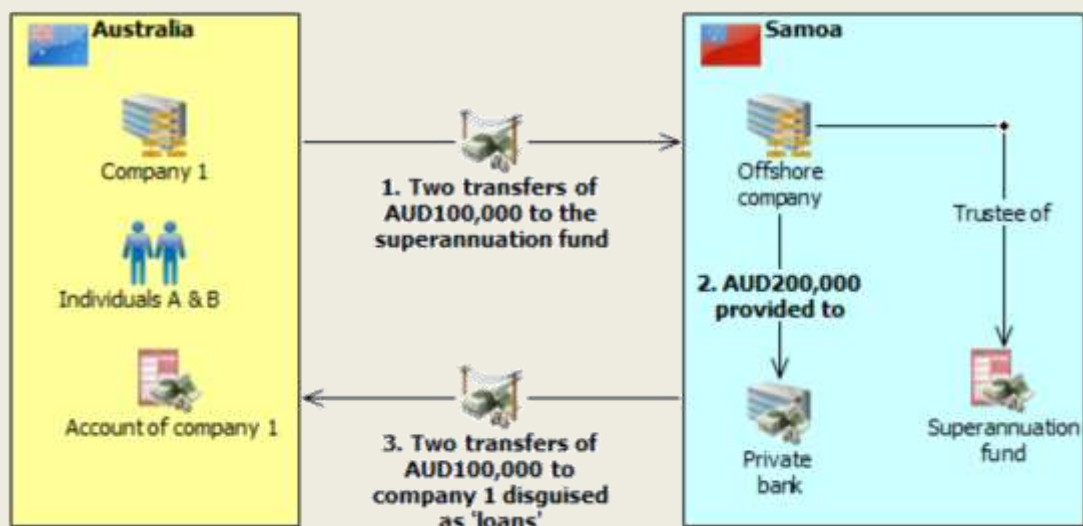 Australia
Company 1
Individuals A & B
Account of company 1
1. Two transfers of
AUD100,000 to the
superannuation fund
3. Two transfers of
AUD100,000 to
company 1 disguised
as 'loans'
Samoa
Offshore
company
Trustee of
2. AUD200,000
provided to
Private
bank
Superannuation
fund